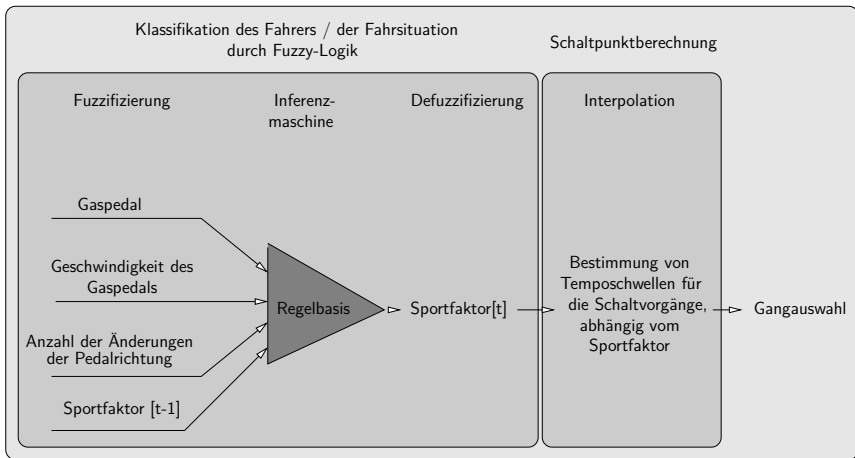 Klassifikation des Fahrers / der Fahrsituation
durch Fuzzy-Logik
Schaltpunktberechnung
Fuzzifizierung
Inferenz-
maschine
Defuzzifizierung
Interpolation
Gaspedal
Geschwindigkeit des
Gaspedals
Anzahl der Änderungen
der Pedalrichtung
Sportfaktor [t-1]
Regelbasis
Sportfaktor[t]
Bestimmung von
Temposchwellen für
die Schaltvorgänge,
abhängig vom
Sportfaktor
Gangauswahl